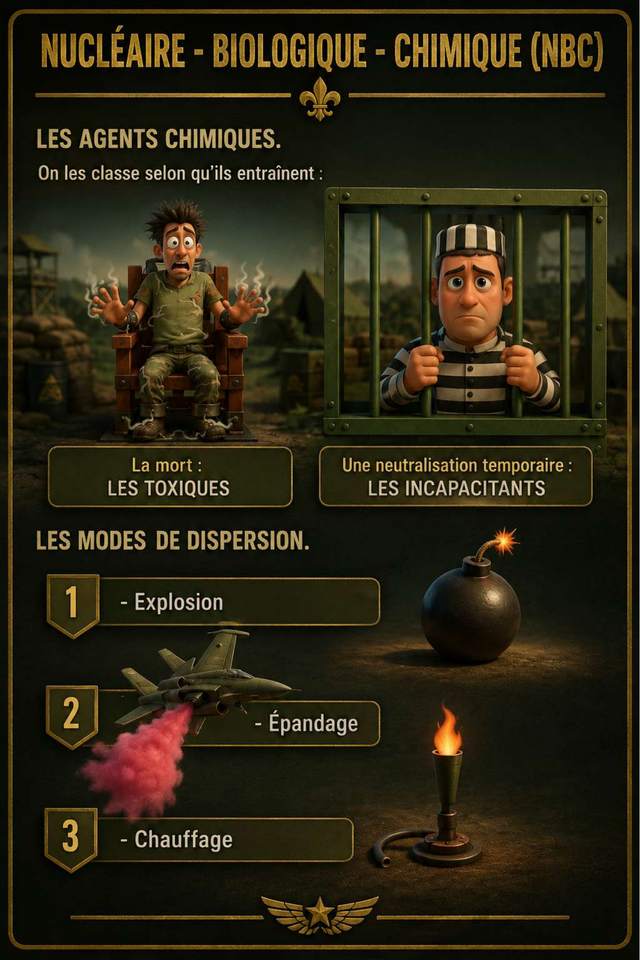 NUCLÉAIRE - BIOLOGIQUE - CHIMIQUE (NBC)
LES AGENTS CHIMIQUES.
On les classe selon qu'ils entraînent :
La mort :
LES TOXIQUES
Une neutralisation temporaire :
LES INCAPACITANTS
LES MODES DE DISPERSION.
1 - Explosion
2 - Épandage
3 - Chauffage